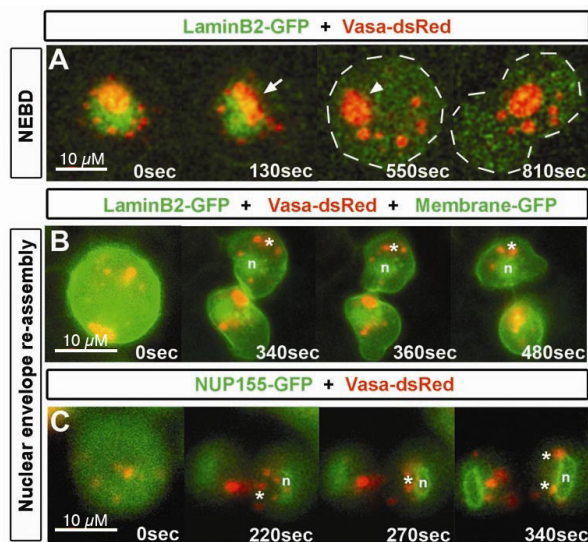 LaminB2-GFP + Vasa-dsRed
NEBD
A
10 µM
0sec
130sec
550sec
810sec
LaminB2-GFP + Vasa-dsRed + Membrane-GFP
Nuclear envelope re-assembly
B
10 µM
0sec
* n
340sec
* n
360sec
* n
480sec
NUP155-GFP + Vasa-dsRed
C
10 µM
0sec
* n
220sec
* n
270sec
* * n
340sec